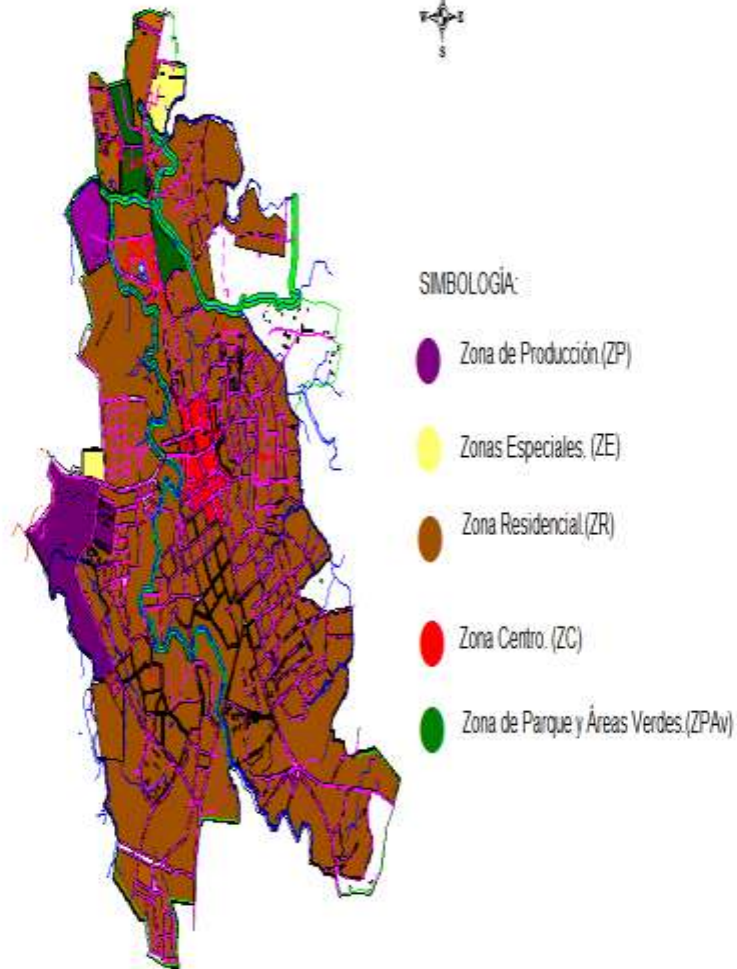 W E
S
SIMBOLOGÍA:
Zona de Producción.(ZP)
Zonas Especiales. (ZE)
Zona Residencial.(ZR)
Zona Centro. (ZC)
Zona de Parque y Áreas Verdes.(ZPAv)